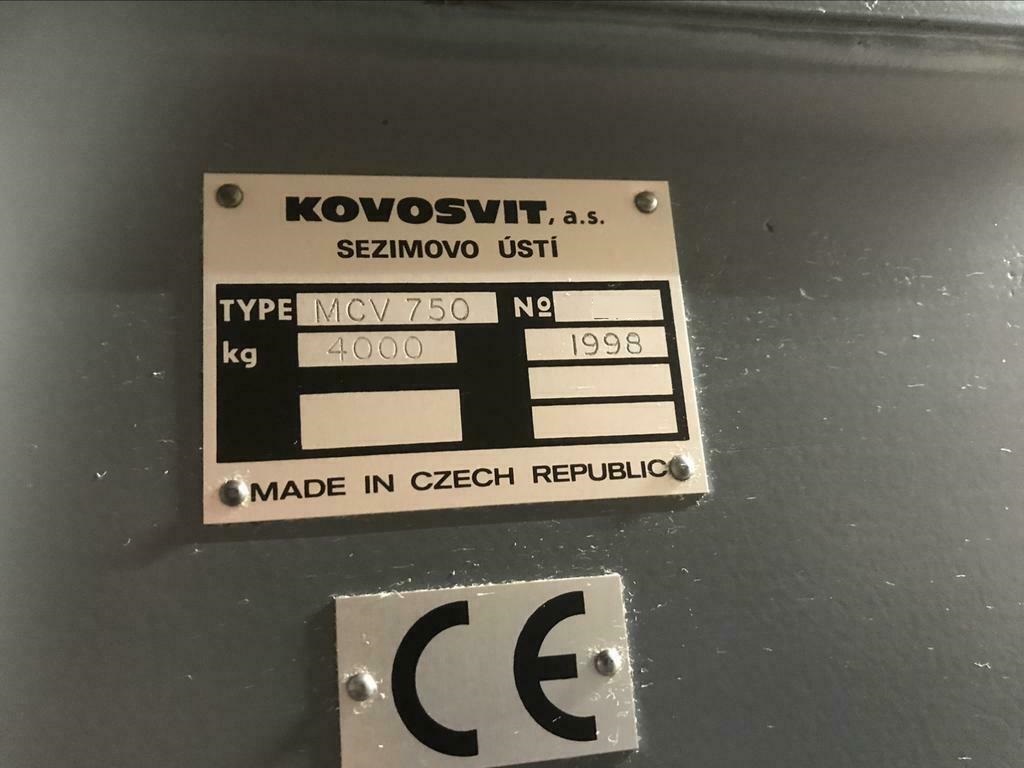 KOVOSVIT, a.s.
SEZIMOVO ÚSTÍ
TYPE MCV 750 Nº
kg 4000 1998
MADE IN CZECH REPUBLIC
CE